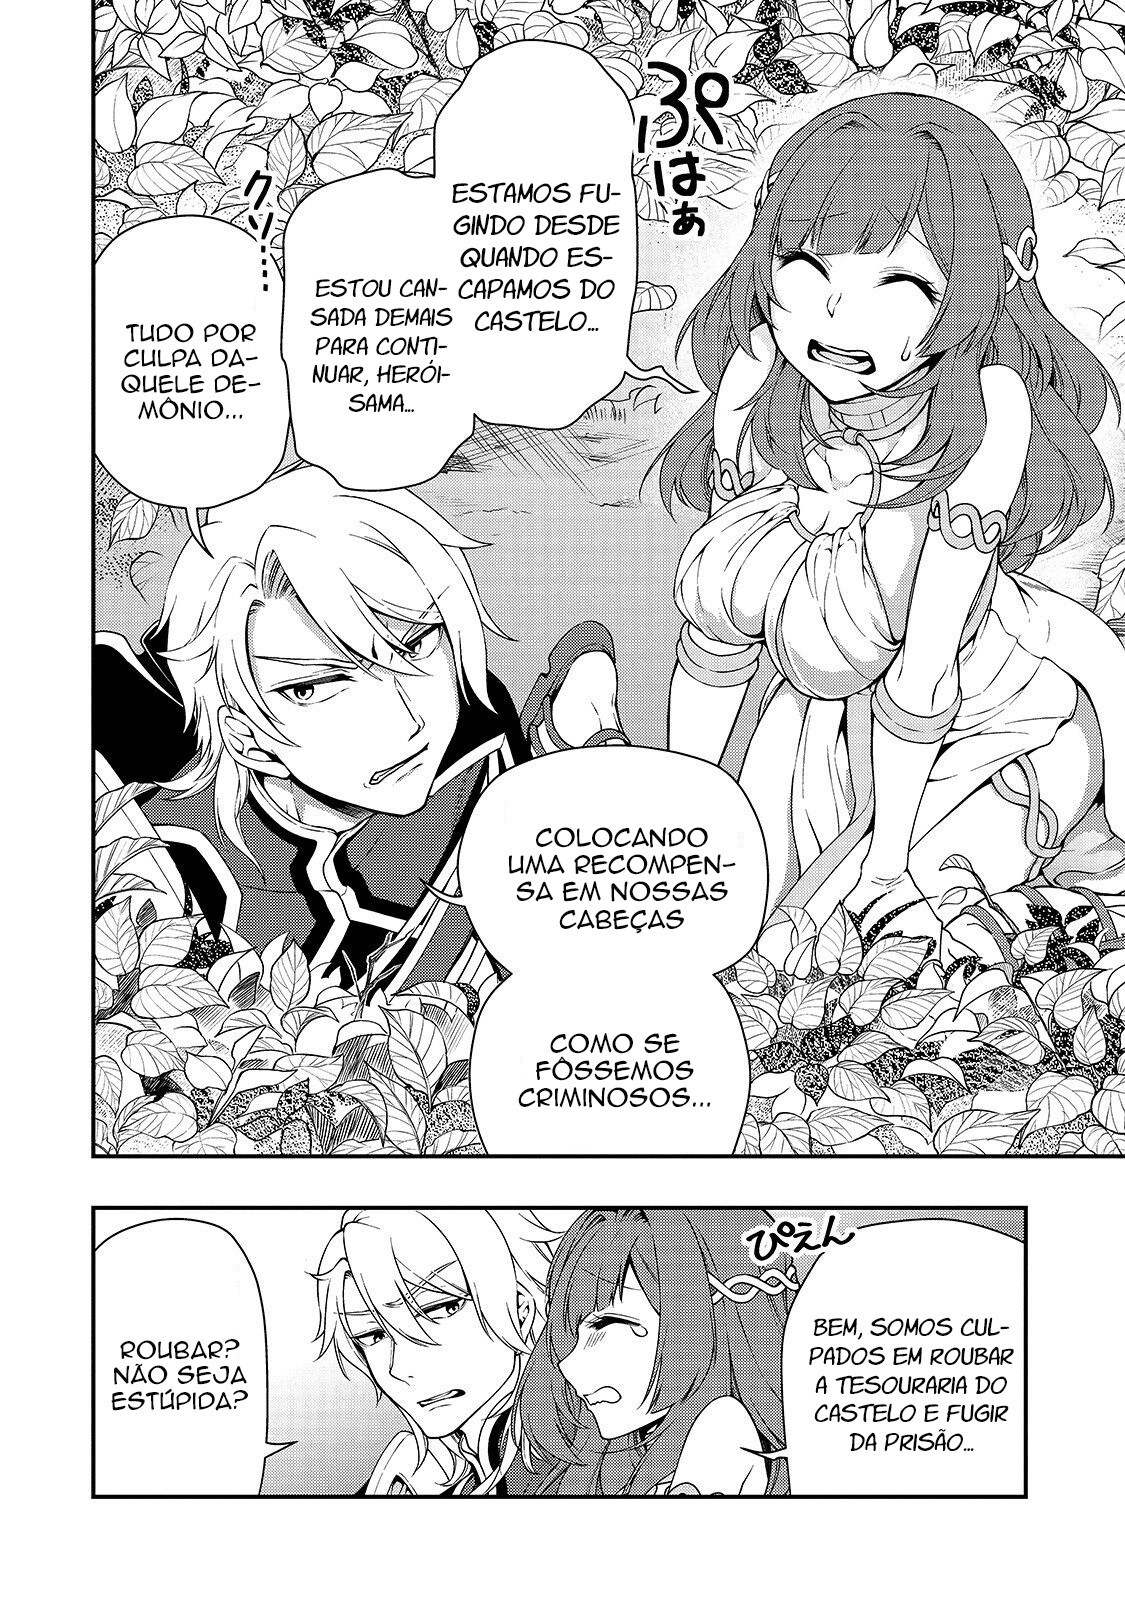 ぷはぁ
ESTAMOS FU-
GINDO DESDE
QUANDO ES-
CAPAMOS DO
CASTELO...
ESTOU CAN-
SADA DEMAIS
PARA CONTI-
NUAR, HERÓI-
SAMA...
クソ...
TUDO POR
CULPA DA-
QUELE DE-
MÔNIO...
COLOCANDO
UMA RECOMPEN-
SA EM NOSSAS
CABEÇAS
COMO SE
FÔSSEMOS
CRIMINOSOS...
ぴえん
BEM, SOMOS CUL-
PADOS EM ROUBAR
A TESOURARIA DO
CASTELO E FUGIR
DA PRISÃO...
ROUBAR?
NÃO SEJA
ESTÚPIDA?